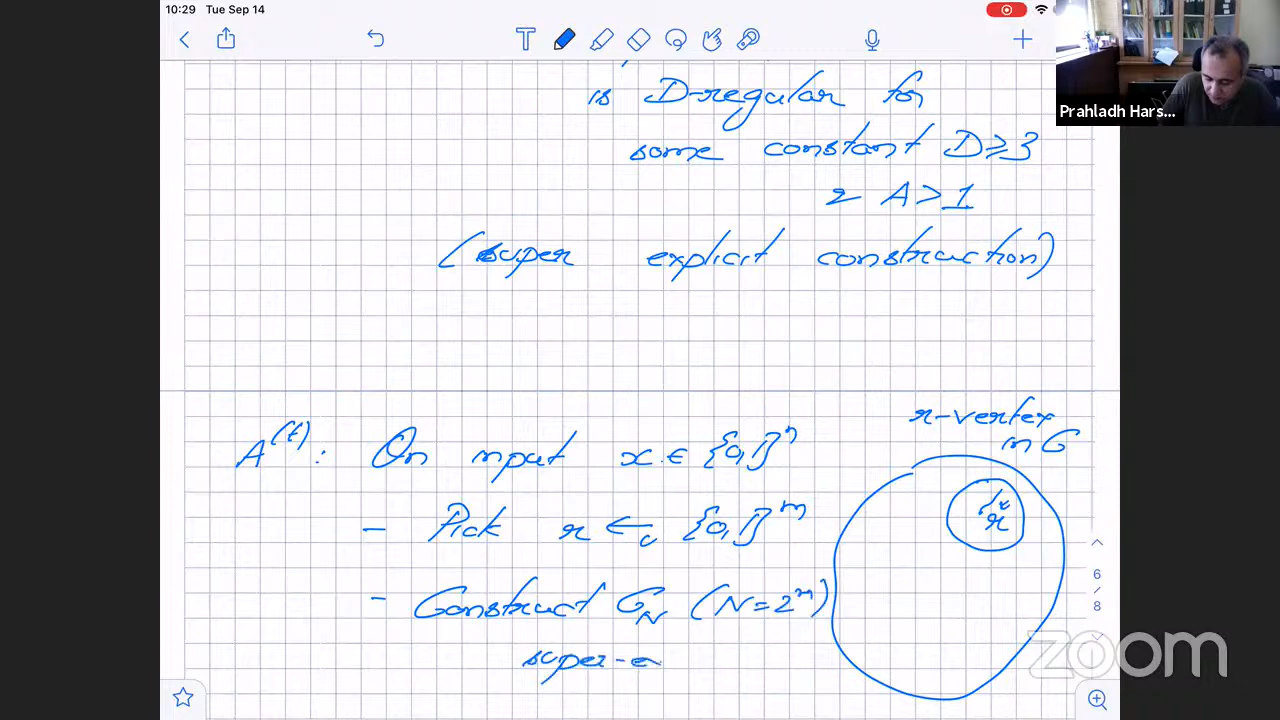 10:29 Tue Sep 14
Prahladh Hars...
is D-regular for
some constant D≥3
& A>1
(super explicit construction)
r-vertex
in G
A^(t): On input x ∈ {0,1}^n
- Pick r ←_U {0,1}^m
r
- Construct G_N (N=2^m)
super-e
6
/
8
zoom